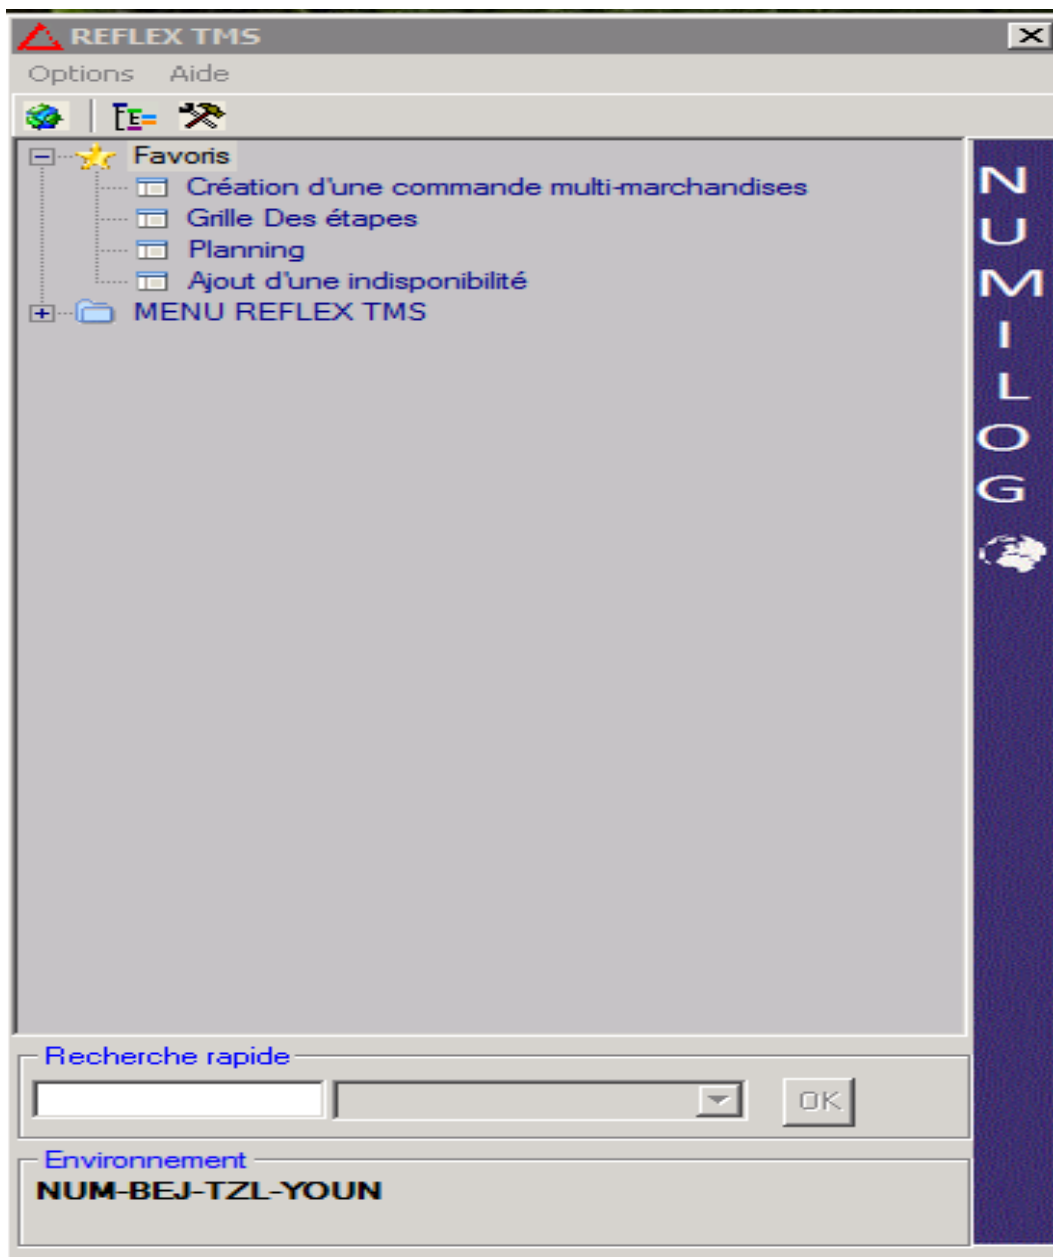 REFLEX TMS
Options Aide
Favoris
Création d'une commande multi-marchandises
Grille Des étapes
Planning
Ajout d'une indisponibilité
MENU REFLEX TMS
NUMILOG
Recherche rapide
OK
Environnement
NUM-BEJ-TZL-YOUN